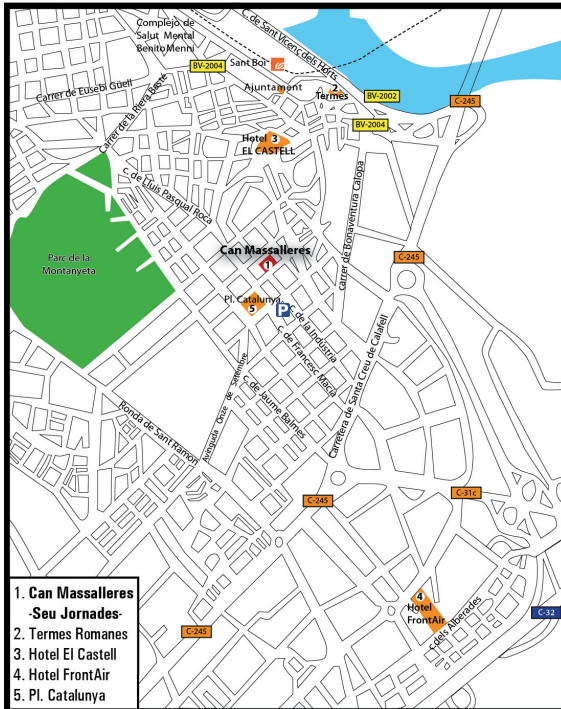 Complejo de
Salut Mental
Benito Menni
C. de Sant Vicenç dels Horts
BV-2004
Sant Boi
Carrer de Eusebi Güell
Carrer de la Riera Basté
Ajuntament
2
Termes
BV-2002
C-245
BV-2004
Hotel 3
EL CASTELL
c. de Lluis Pasqual Roca
carrer de Bonaventura Calopa
Can Massalleres
1
C-245
Parc de la
Montanyeta
Pl. Catalunya
5
P
c. de la Indústria
c. de Francesc Macià
Carretera de Santa Creu de Calafell
Avinguda Onze de Setembre
c. de Jaume Balmes
Ronda de Sant Ramon
C-245
C-31c
4
Hotel
FrontAir
c.dels Alberades
C-32
C-245
1. Can Massalleres
-Seu Jornades-
2. Termes Romanes
3. Hotel El Castell
4. Hotel FrontAir
5. Pl. Catalunya